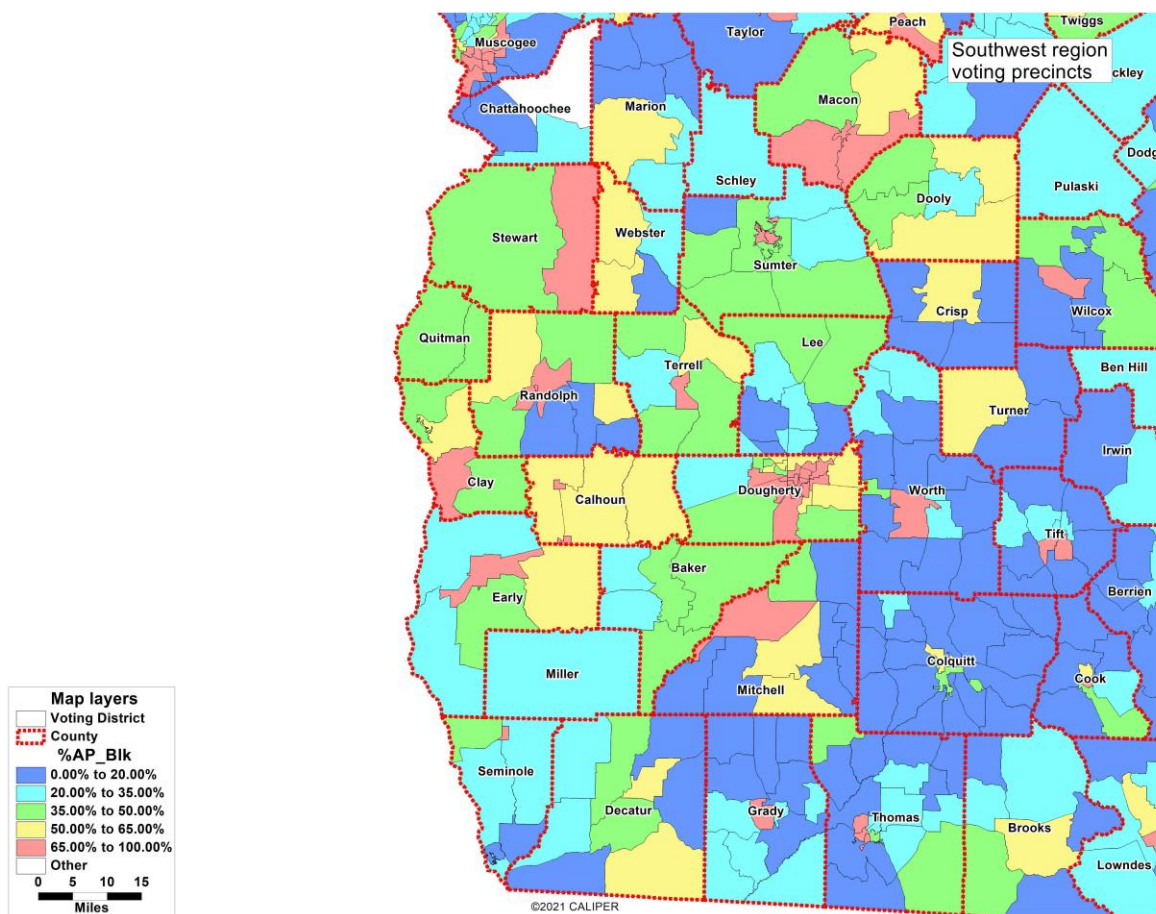 Muscogee
Taylor
Peach
Twiggs
Southwest region
voting precincts
ckley
Chattahoochee
Marion
Macon
Schley
Dooly
Pulaski
Dodg
Stewart
Webster
Sumter
Crisp
Wilcox
Quitman
Lee
Terrell
Ben Hill
Randolph
Turner
Irwin
Clay
Calhoun
Dougherty
Worth
Tift
Baker
Early
Berrien
Miller
Mitchell
Colquitt
Cook
Seminole
Decatur
Grady
Thomas
Brooks
Lowndes
Map layers
Voting District
County
%AP_Blk
0.00% to 20.00%
20.00% to 35.00%
35.00% to 50.00%
50.00% to 65.00%
65.00% to 100.00%
Other
0 5 10 15
Miles
©2021 CALIPER